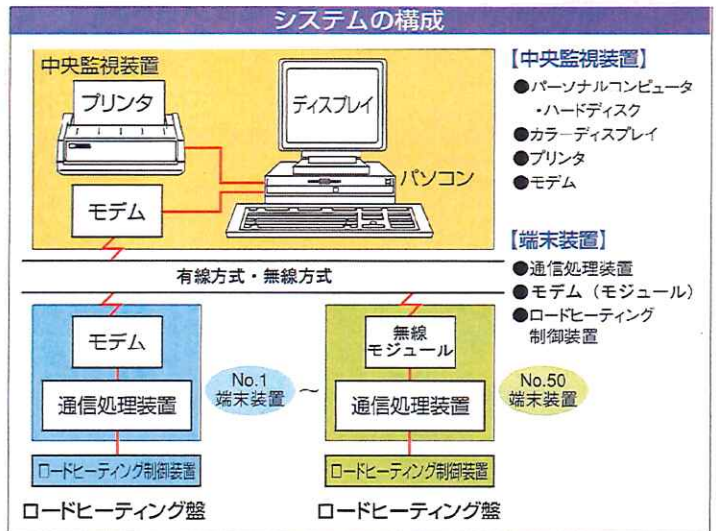 システムの構成
中央監視装置
プリンタ
ディスプレイ
パソコン
モデム
【中央監視装置】
●パーソナルコンピュータ
・ハードディスク
●カラーディスプレイ
●プリンタ
●モデム
有線方式・無線方式
【端末装置】
●通信処理装置
●モデム（モジュール）
●ロードヒーティング
制御装置
モデム
通信処理装置
ロードヒーティング制御装置
ロードヒーティング盤
No.1
端末装置
～
無線
モジュール
通信処理装置
ロードヒーティング制御装置
ロードヒーティング盤
No.50
端末装置